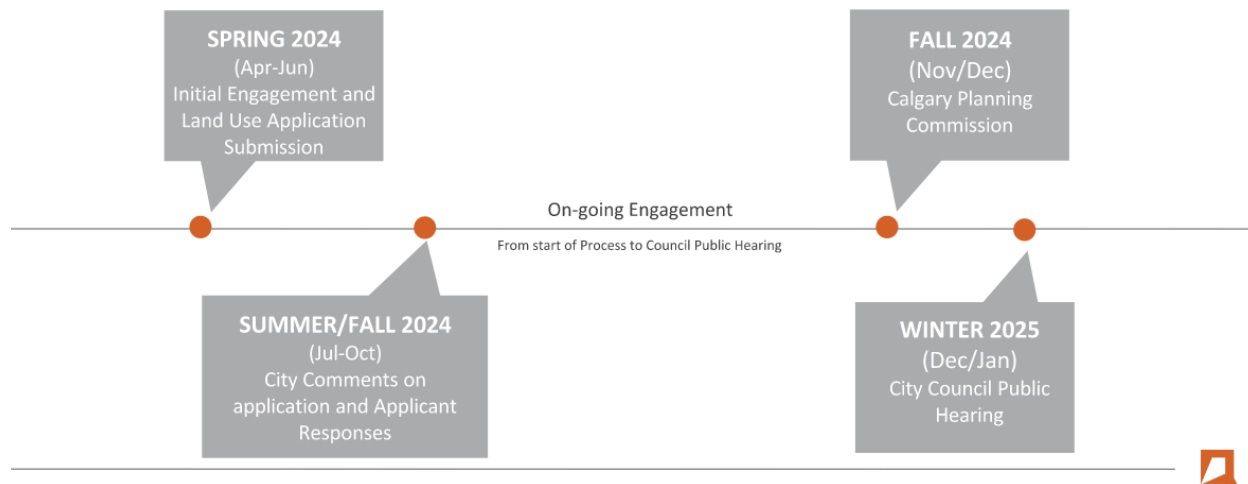 SPRING 2024
(Apr-Jun)
Initial Engagement and
Land Use Application
Submission
FALL 2024
(Nov/Dec)
Calgary Planning
Commission
On-going Engagement
From start of Process to Council Public Hearing
SUMMER/FALL 2024
(Jul-Oct)
City Comments on
application and Applicant
Responses
WINTER 2025
(Dec/Jan)
City Council Public
Hearing